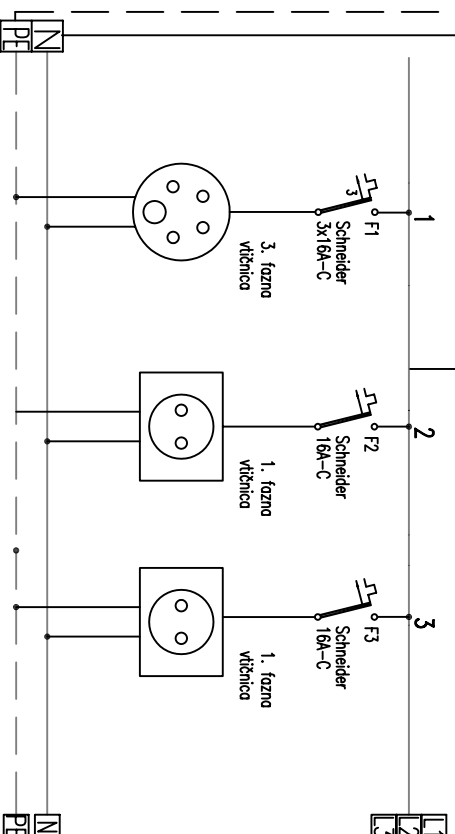 PE
N
1
F1
3
Schneider
3x16A-C
3. fazna
vtičnica
2
F2
Schneider
16A-C
1. fazna
vtičnica
3
F3
Schneider
16A-C
1. fazna
vtičnica
L1
L2
L3
N
PE